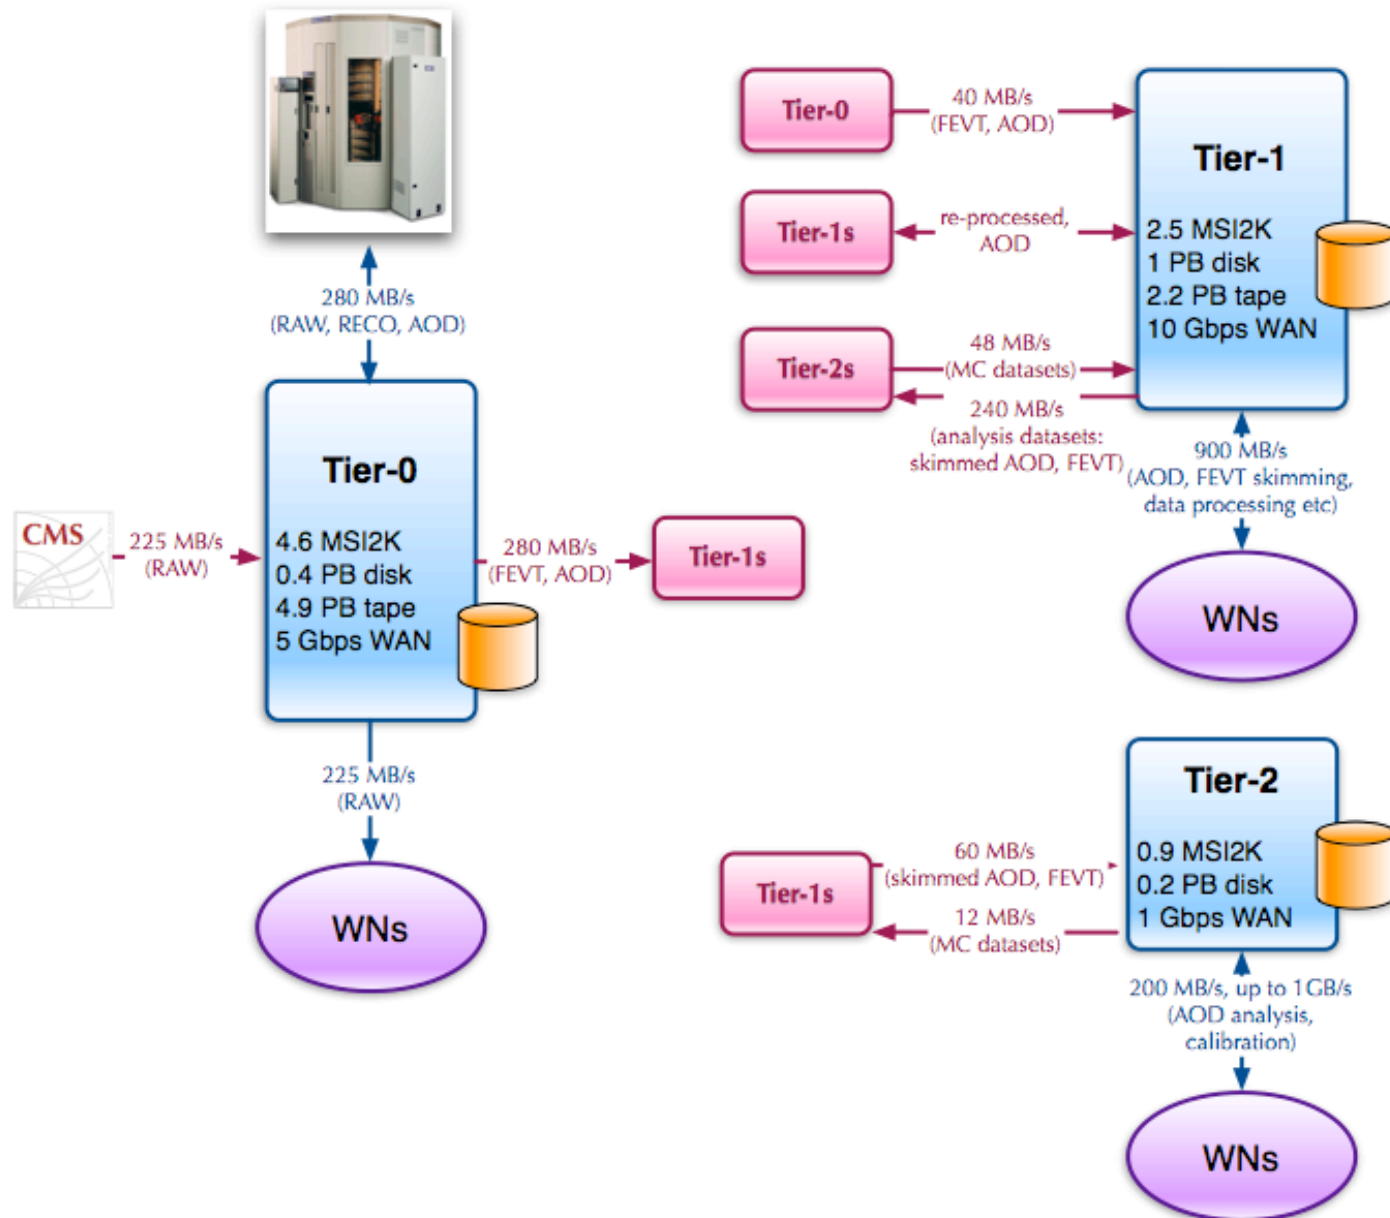 280 MB/s
(RAW, RECO, AOD)
Tier-0
4.6 MSI2K
0.4 PB disk
4.9 PB tape
5 Gbps WAN
CMS
225 MB/s
(RAW)
280 MB/s
(FEVT, AOD)
Tier-1s
225 MB/s
(RAW)
WNs
Tier-0
40 MB/s
(FEVT, AOD)
Tier-1
2.5 MSI2K
1 PB disk
2.2 PB tape
10 Gbps WAN
Tier-1s
re-processed,
AOD
Tier-2s
48 MB/s
(MC datasets)
240 MB/s
(analysis datasets:
skimmed AOD, FEVT)
900 MB/s
(AOD, FEVT skimming,
data processing etc)
WNs
Tier-2
0.9 MSI2K
0.2 PB disk
1 Gbps WAN
Tier-1s
60 MB/s
(skimmed AOD, FEVT)
12 MB/s
(MC datasets)
200 MB/s, up to 1GB/s
(AOD analysis,
calibration)
WNs